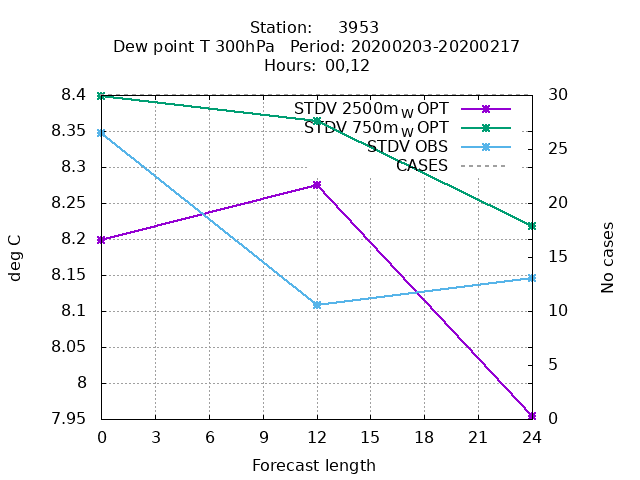 Station: 3953
Dew point T 300hPa Period: 20200203-20200217
Hours: 00,12
8.4
8.35
8.3
8.25
8.2
8.15
8.1
8.05
8
7.95
deg C
STDV 2500m W OPT
STDV 750m W OPT
STDV OBS
CASES
30
25
20
15
10
5
0
No cases
0 3 6 9 12 15 18 21 24
Forecast length